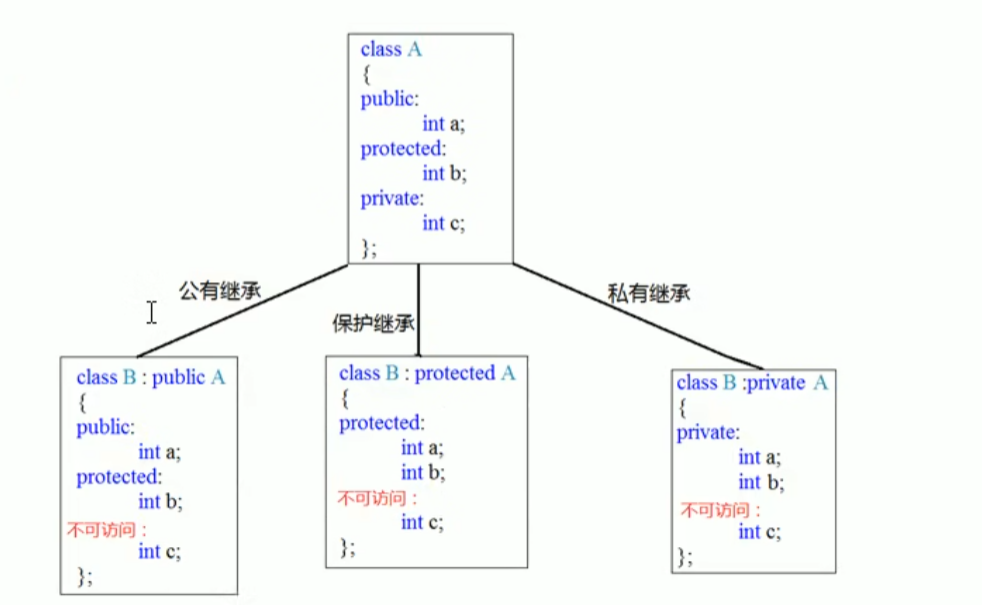 class A
{
public:
int a;
protected:
int b;
private:
int c;
};
公有继承
保护继承
私有继承
class B : public A
{
public:
int a;
protected:
int b;
不可访问：
int c;
};
class B : protected A
{
protected:
int a;
int b;
不可访问：
int c;
};
class B :private A
{
private:
int a;
int b;
不可访问：
int c;
};